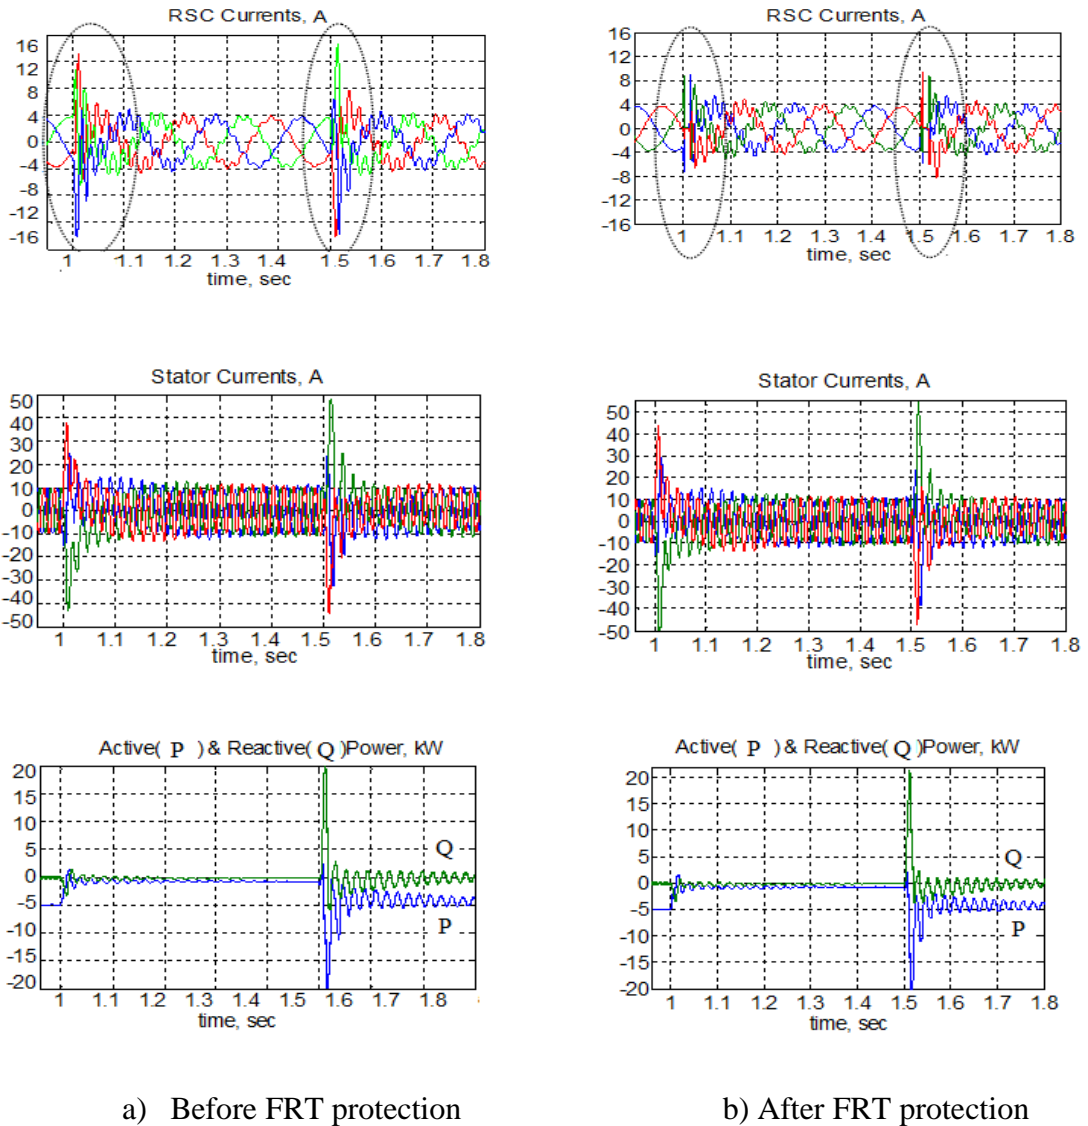 RSC Currents, A
16
12
8
4
0
-4
-8
-12
-16
1 1.1 1.2 1.3 1.4 1.5 1.6 1.7 1.8
time, sec
RSC Currents, A
16
12
8
4
0
-4
-8
-12
-16
1 1.1 1.2 1.3 1.4 1.5 1.6 1.7 1.8
time, sec
Stator Currents, A
50
40
30
20
10
0
-10
-20
-30
-40
-50
1 1.1 1.2 1.3 1.4 1.5 1.6 1.7 1.8
time, sec
Stator Currents, A
50
40
30
20
10
0
-10
-20
-30
-40
-50
1 1.1 1.2 1.3 1.4 1.5 1.6 1.7 1.8
time, sec
Active( P ) & Reactive( Q )Power, kW
20
15
10
5
0
-5
-10
-15
-20
Q
P
1 1.1 1.2 1.3 1.4 1.5 1.6 1.7 1.8
time, sec
Active( P ) & Reactive( Q )Power, kW
20
15
10
5
0
-5
-10
-15
-20
Q
P
1 1.1 1.2 1.3 1.4 1.5 1.6 1.7 1.8
time, sec
a) Before FRT protection
b) After FRT protection